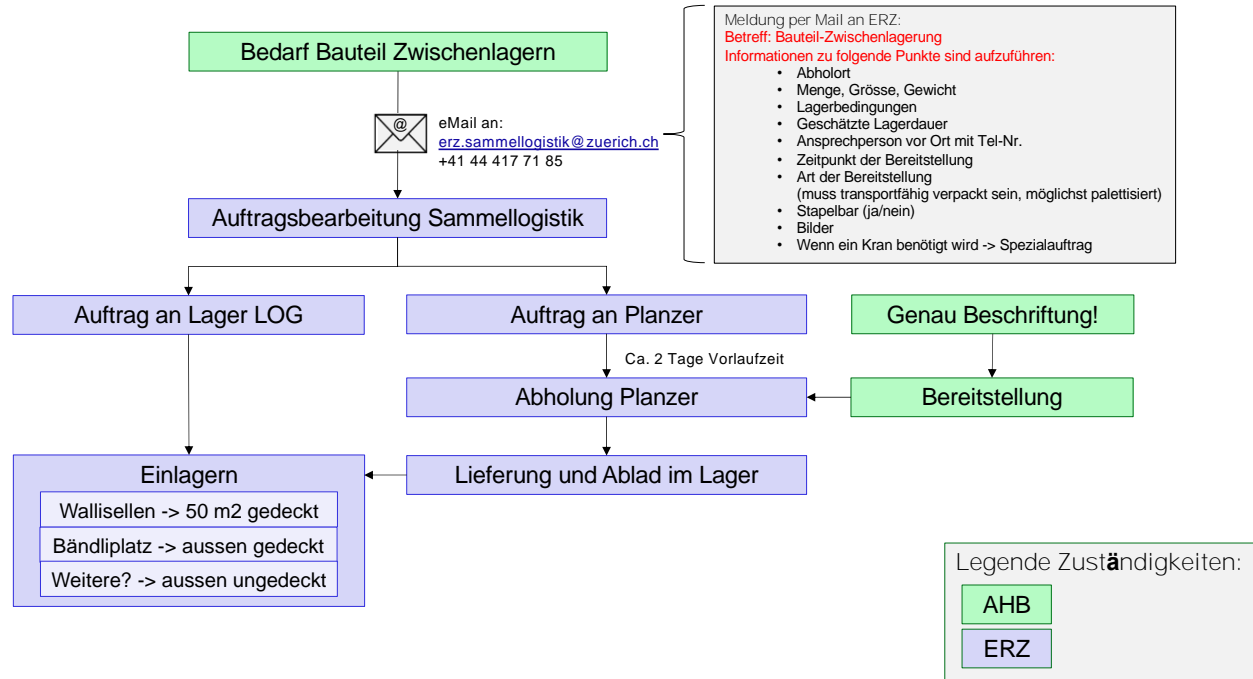 Bedarf Bauteil Zwischenlagern
@
eMail an:
erz.sammellogistik@zuerich.ch
+41 44 417 71 85
Meldung per Mail an ERZ:
Betreff: Bauteil-Zwischenlagerung
Informationen zu folgende Punkte sind aufzuführen:
• Abholort
• Menge, Grösse, Gewicht
• Lagerbedingungen
• Geschätzte Lagerdauer
• Ansprechperson vor Ort mit Tel-Nr.
• Zeitpunkt der Bereitstellung
• Art der Bereitstellung
(muss transportfähig verpackt sein, möglichst palettisiert)
• Stapelbar (ja/nein)
• Bilder
• Wenn ein Kran benötigt wird -> Spezialauftrag
Auftragsbearbeitung Sammellogistik
Auftrag an Lager LOG
Auftrag an Planzer
Genau Beschriftung!
Ca. 2 Tage Vorlaufzeit
Abholung Planzer
Bereitstellung
Einlagern
Lieferung und Ablad im Lager
Wallisellen -> 50 m2 gedeckt
Bändliplatz -> aussen gedeckt
Weitere? -> aussen ungedeckt
Legende Zuständigkeiten:
AHB
ERZ